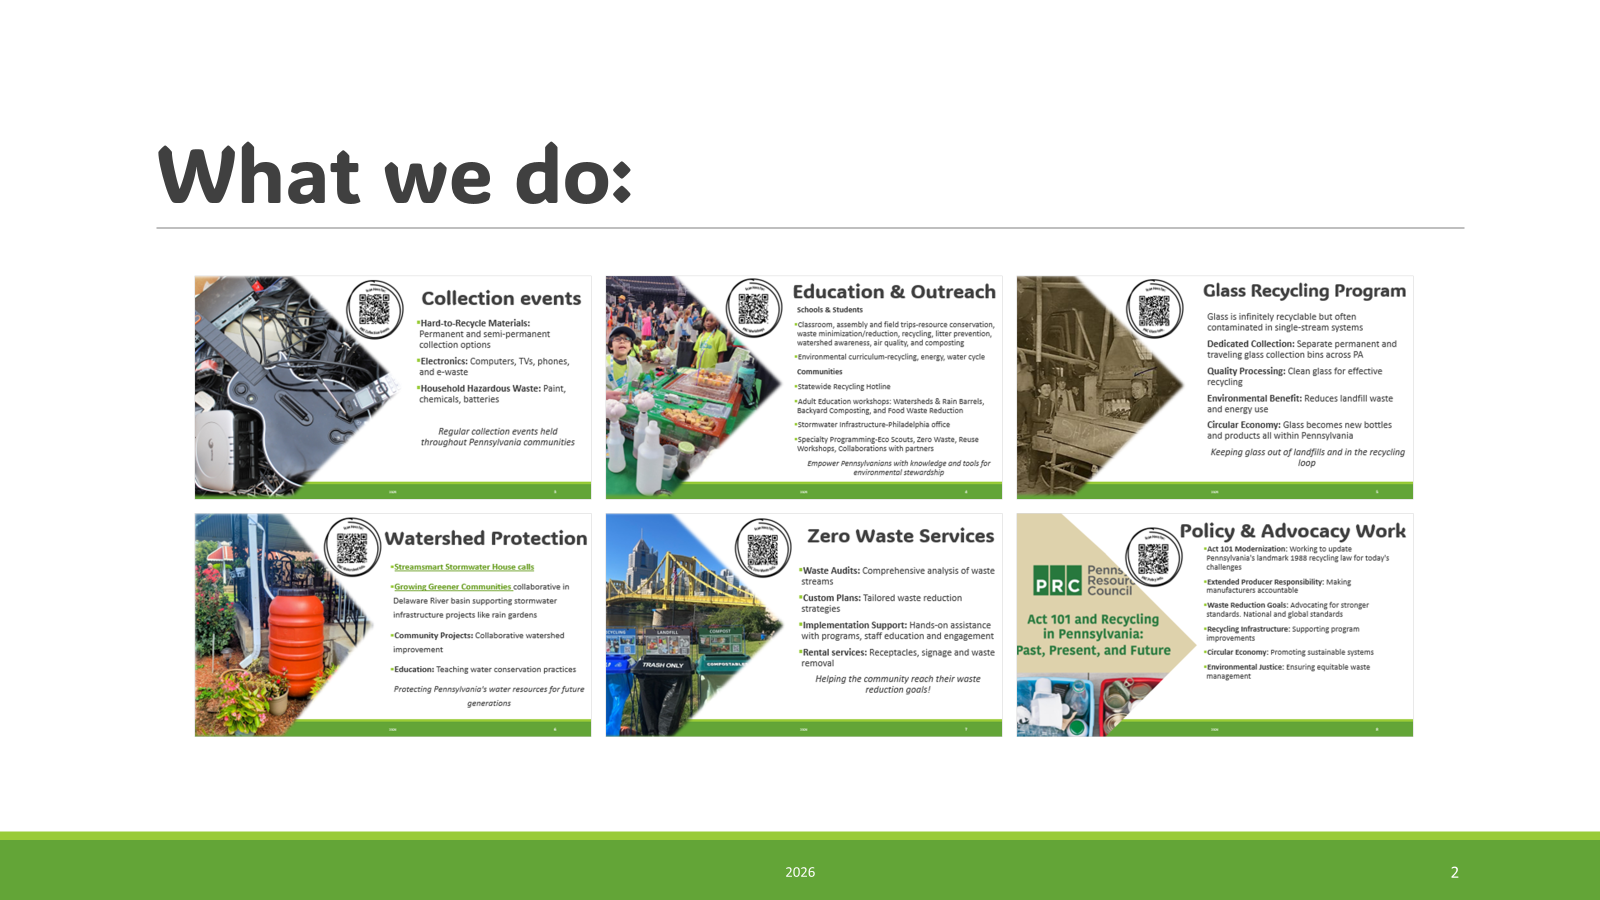 What we do:
Collection events
▪Hard-to-Recycle Materials:
Permanent and semi-permanent
collection options
▪Electronics: Computers, TVs, phones,
and e-waste
▪Household Hazardous Waste: Paint,
chemicals, batteries
Regular collection events held
throughout Pennsylvania communities
Education & Outreach
Schools & Students
▪Classroom, assembly and field trips-resource conservation,
waste minimization/reduction, recycling, litter prevention,
watershed awareness, air quality, and composting
▪Environmental curriculum-recycling, energy, water cycle
Communities
▪Statewide Recycling Hotline
▪Adult Education workshops: Watersheds & Rain Barrels,
Backyard Composting, and Food Waste Reduction
▪Stormwater Infrastructure-Philadelphia office
▪Specialty Programming-Eco Scouts, Zero Waste, Reuse
Workshops, Collaborations with partners
Empower Pennsylvanians with knowledge and tools for
environmental stewardship
Glass Recycling Program
Glass is infinitely recyclable but often
contaminated in single-stream systems
Dedicated Collection: Separate permanent and
traveling glass collection bins across PA
Quality Processing: Clean glass for effective
recycling
Environmental Benefit: Reduces landfill waste
and energy use
Circular Economy: Glass becomes new bottles
and products all within Pennsylvania
Keeping glass out of landfills and in the recycling
loop
Watershed Protection
▪Streamsmart Stormwater House calls
▪Growing Greener Communities collaborative in
Delaware River basin supporting stormwater
infrastructure projects like rain gardens
▪Community Projects: Collaborative watershed
improvement
▪Education: Teaching water conservation practices
Protecting Pennsylvania's water resources for future
generations
Zero Waste Services
▪Waste Audits: Comprehensive analysis of waste
streams
▪Custom Plans: Tailored waste reduction
strategies
▪Implementation Support: Hands-on assistance
with programs, staff education and engagement
▪Rental services: Receptacles, signage and waste
removal
Helping the community reach their waste
reduction goals!
LANDFILL
COMPOST
TRASH ONLY
COMPOSTABLE
Policy & Advocacy Work
▪Act 101 Modernization: Working to update
Pennsylvania's landmark 1988 recycling law for today's
challenges
▪Extended Producer Responsibility: Making
manufacturers accountable
▪Waste Reduction Goals: Advocating for stronger
standards. National and global standards
▪Recycling Infrastructure: Supporting program
improvements
▪Circular Economy: Promoting sustainable systems
▪Environmental Justice: Ensuring equitable waste
management
PRC
Penns
Resour
Council
Act 101 and Recycling
in Pennsylvania:
Past, Present, and Future
2026
2